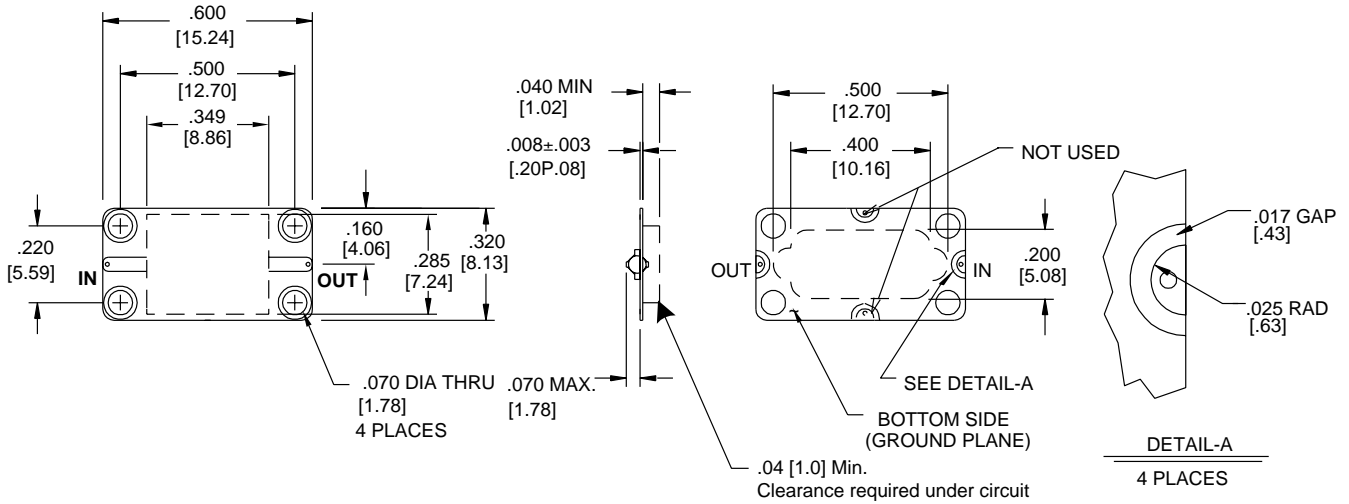 .600
[15.24]
.500
[12.70]
.349
[8.86]
.220
[5.59]
IN
OUT
.160
[4.06]
.285
[7.24]
.320
[8.13]
.070 DIA THRU
[1.78]
4 PLACES
.040 MIN
[1.02]
.008±.003
[.20P.08]
.070 MAX.
[1.78]
.04 [1.0] Min.
Clearance required under circuit
.500
[12.70]
.400
[10.16]
NOT USED
OUT
IN
.200
[5.08]
SEE DETAIL-A
BOTTOM SIDE
(GROUND PLANE)
.017 GAP
[.43]
.025 RAD
[.63]
DETAIL-A
4 PLACES